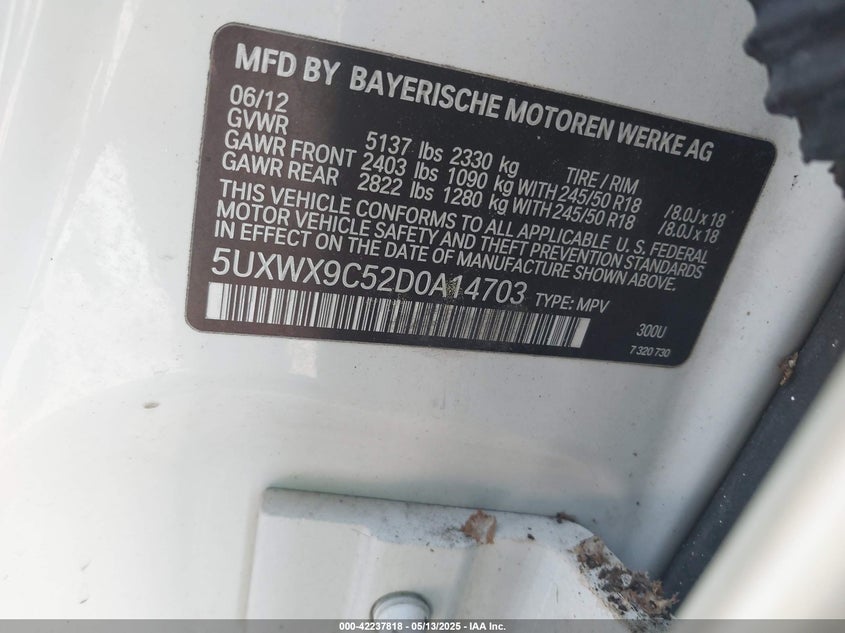 MFD BY BAYERISCHE MOTOREN WERKE AG
06/12
GVWR 5137 lbs 2330 kg TIRE / RIM
GAWR FRONT 2403 lbs 1090 kg WITH 245/50 R18 /8.0J x 18
GAWR REAR 2822 lbs 1280 kg WITH 245/50 R18 /8.0J x 18
THIS VEHICLE CONFORMS TO ALL APPLICABLE U. S. FEDERAL
MOTOR VEHICLE SAFETY AND THEFT PREVENTION STANDARDS
IN EFFECT ON THE DATE OF MANUFACTURE SHOWN ABOVE.
5UXWX9C52D0A14703 TYPE: MPV
300U
7 320 730
000-42237818 - 05/13/2025 - IAA Inc.